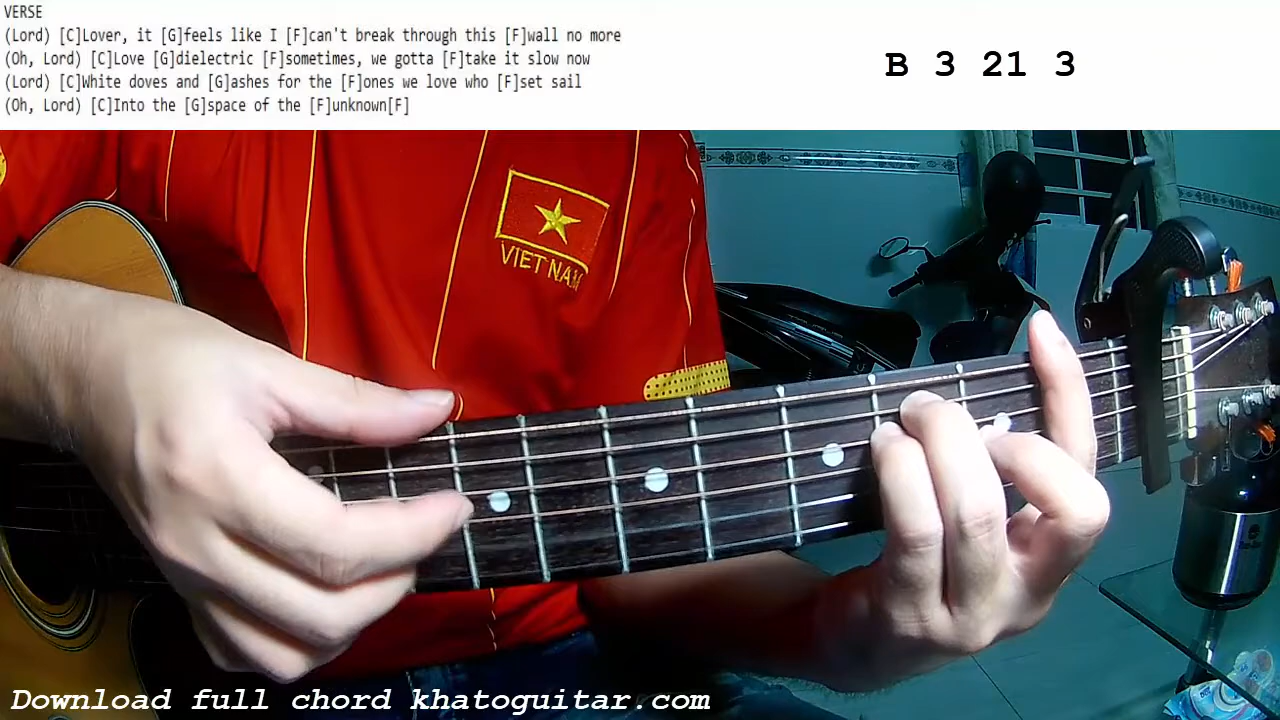 VERSE
(Lord) [C]Lover, it [G]feels like I [F]can't break through this [F]wall no more
(Oh, Lord) [C]Love [G]dielectric [F]sometimes, we gotta [F]take it slow now
(Lord) [C]White doves and [G]ashes for the [F]ones we love who [F]set sail
(Oh, Lord) [C]Into the [G]space of the [F]unknown[F]
B 3 21 3
VIET NAM
Download full chord khatoguitar.com